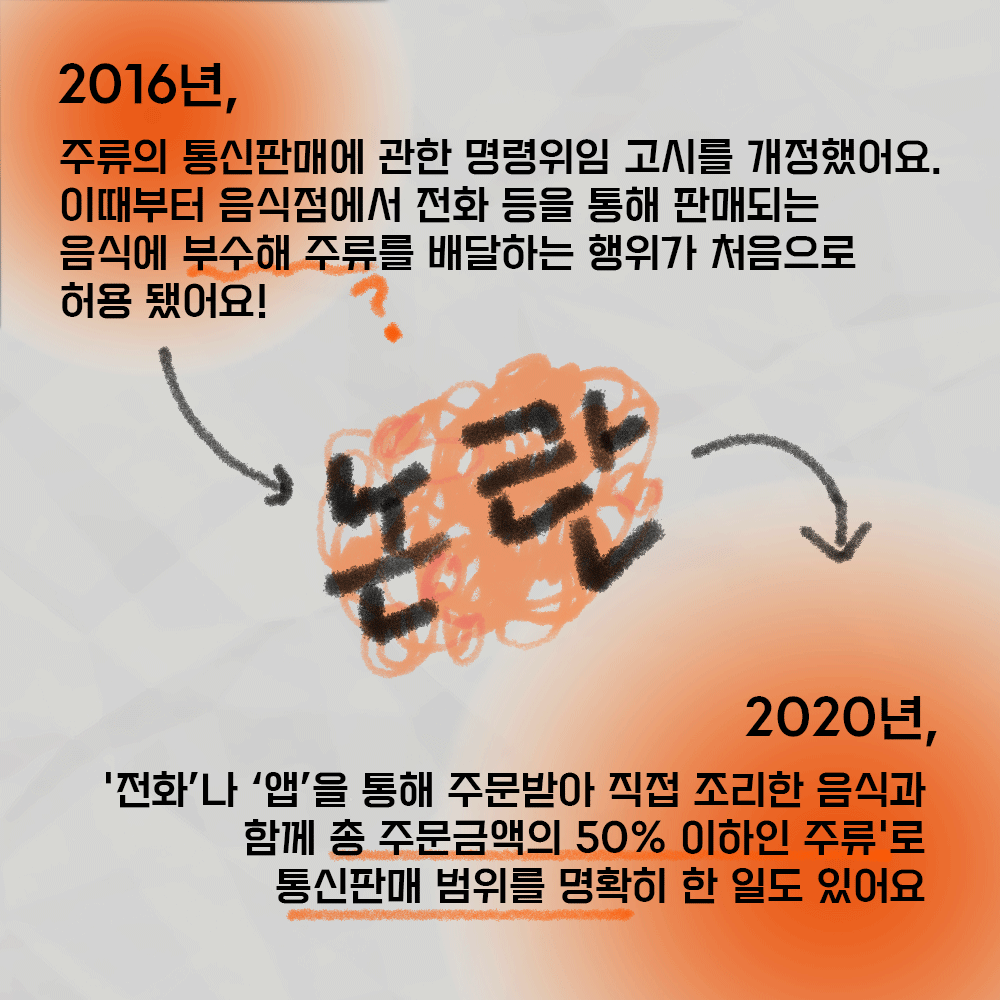 2016년,
주류의 통신판매에 관한 명령위임 고시를 개정했어요.
이때부터 음식점에서 전화 등을 통해 판매되는
음식에 부수해 주류를 배달하는 행위가 처음으로
허용 됐어요!
?
논란
2020년,
'전화’나 ‘앱’을 통해 주문받아 직접 조리한 음식과
함께 총 주문금액의 50% 이하인 주류'로
통신판매 범위를 명확히 한 일도 있어요